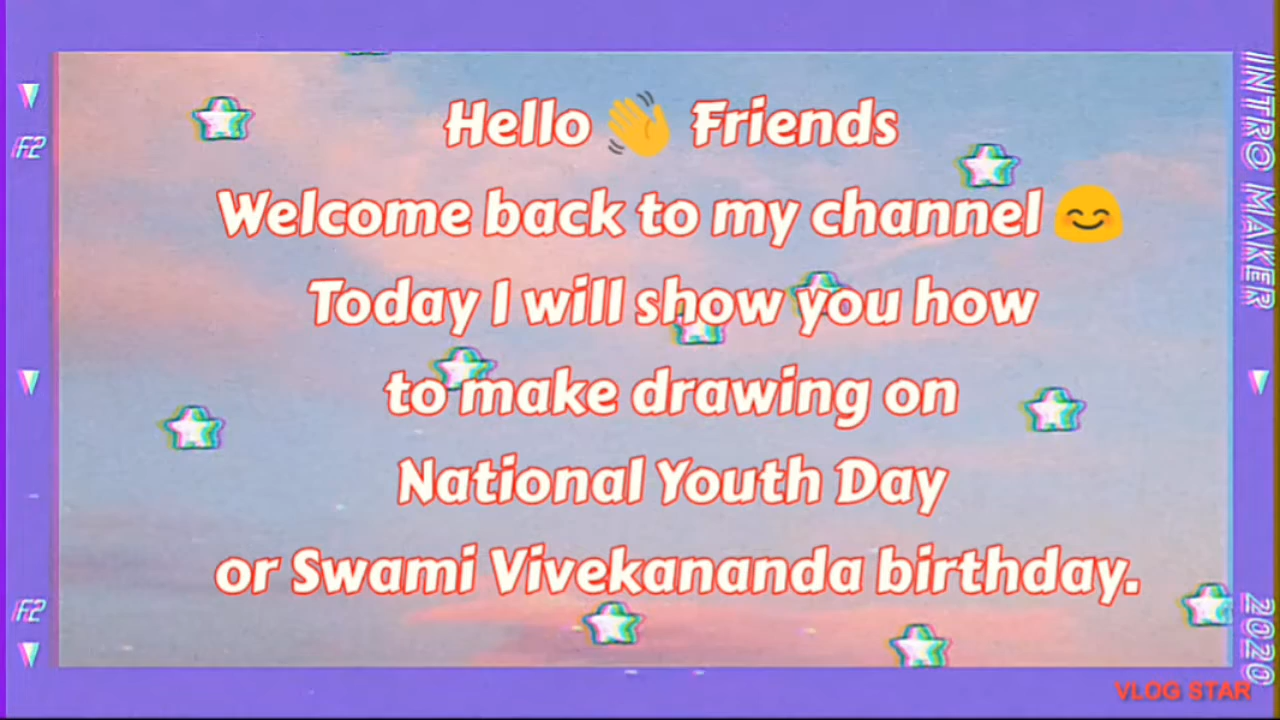 Hello 👋 Friends
Welcome back to my channel 😊
Today I will show you how
to make drawing on
National Youth Day
or Swami Vivekananda birthday.
F2
F2
INTRO MAKER
2020
VLOG STAR